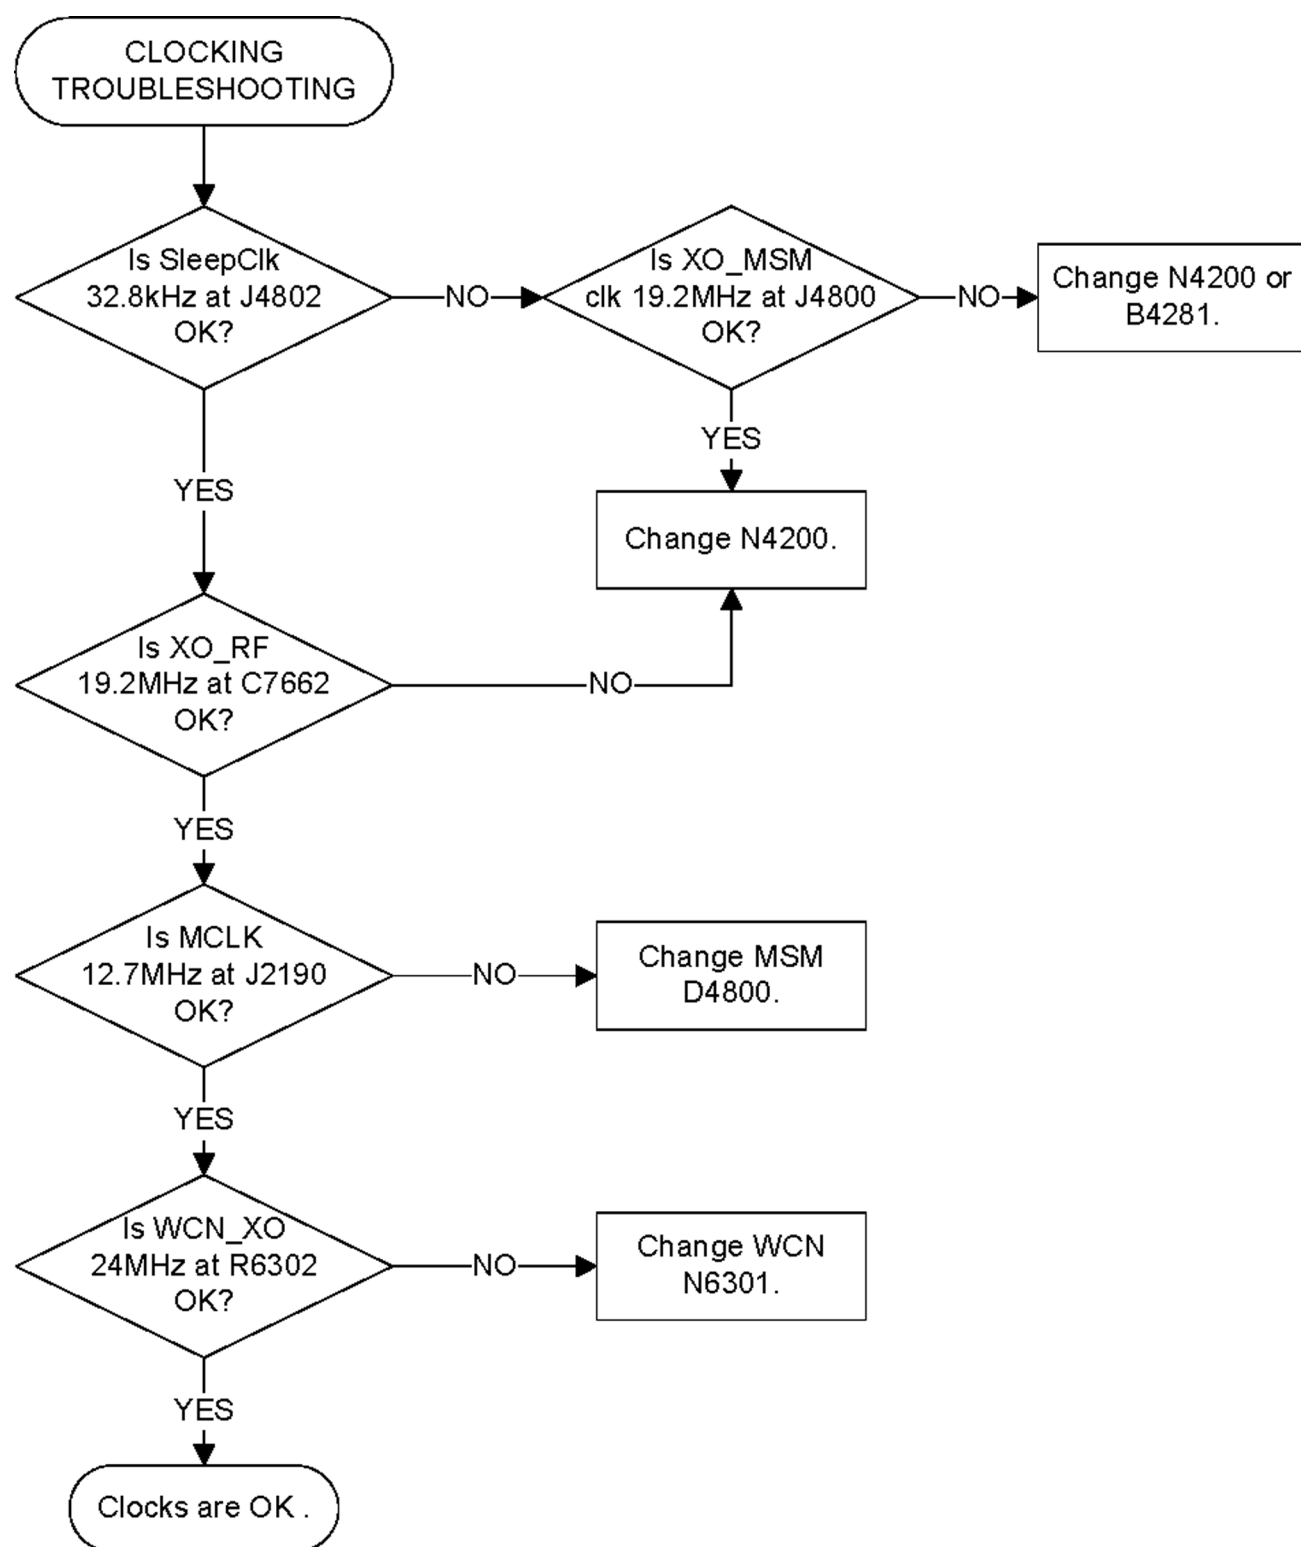 CLOCKING
TROUBLESHOOTING
Is SleepClk
32.8kHz at J4802
OK?
NO
Is XO_MSM
clk 19.2MHz at J4800
OK?
NO
Change N4200 or
B4281.
YES
YES
Change N4200.
Is XO_RF
19.2MHz at C7662
OK?
NO
YES
Is MCLK
12.7MHz at J2190
OK?
NO
Change MSM
D4800.
YES
Is WCN_XO
24MHz at R6302
OK?
NO
Change WCN
N6301.
YES
Clocks are OK .